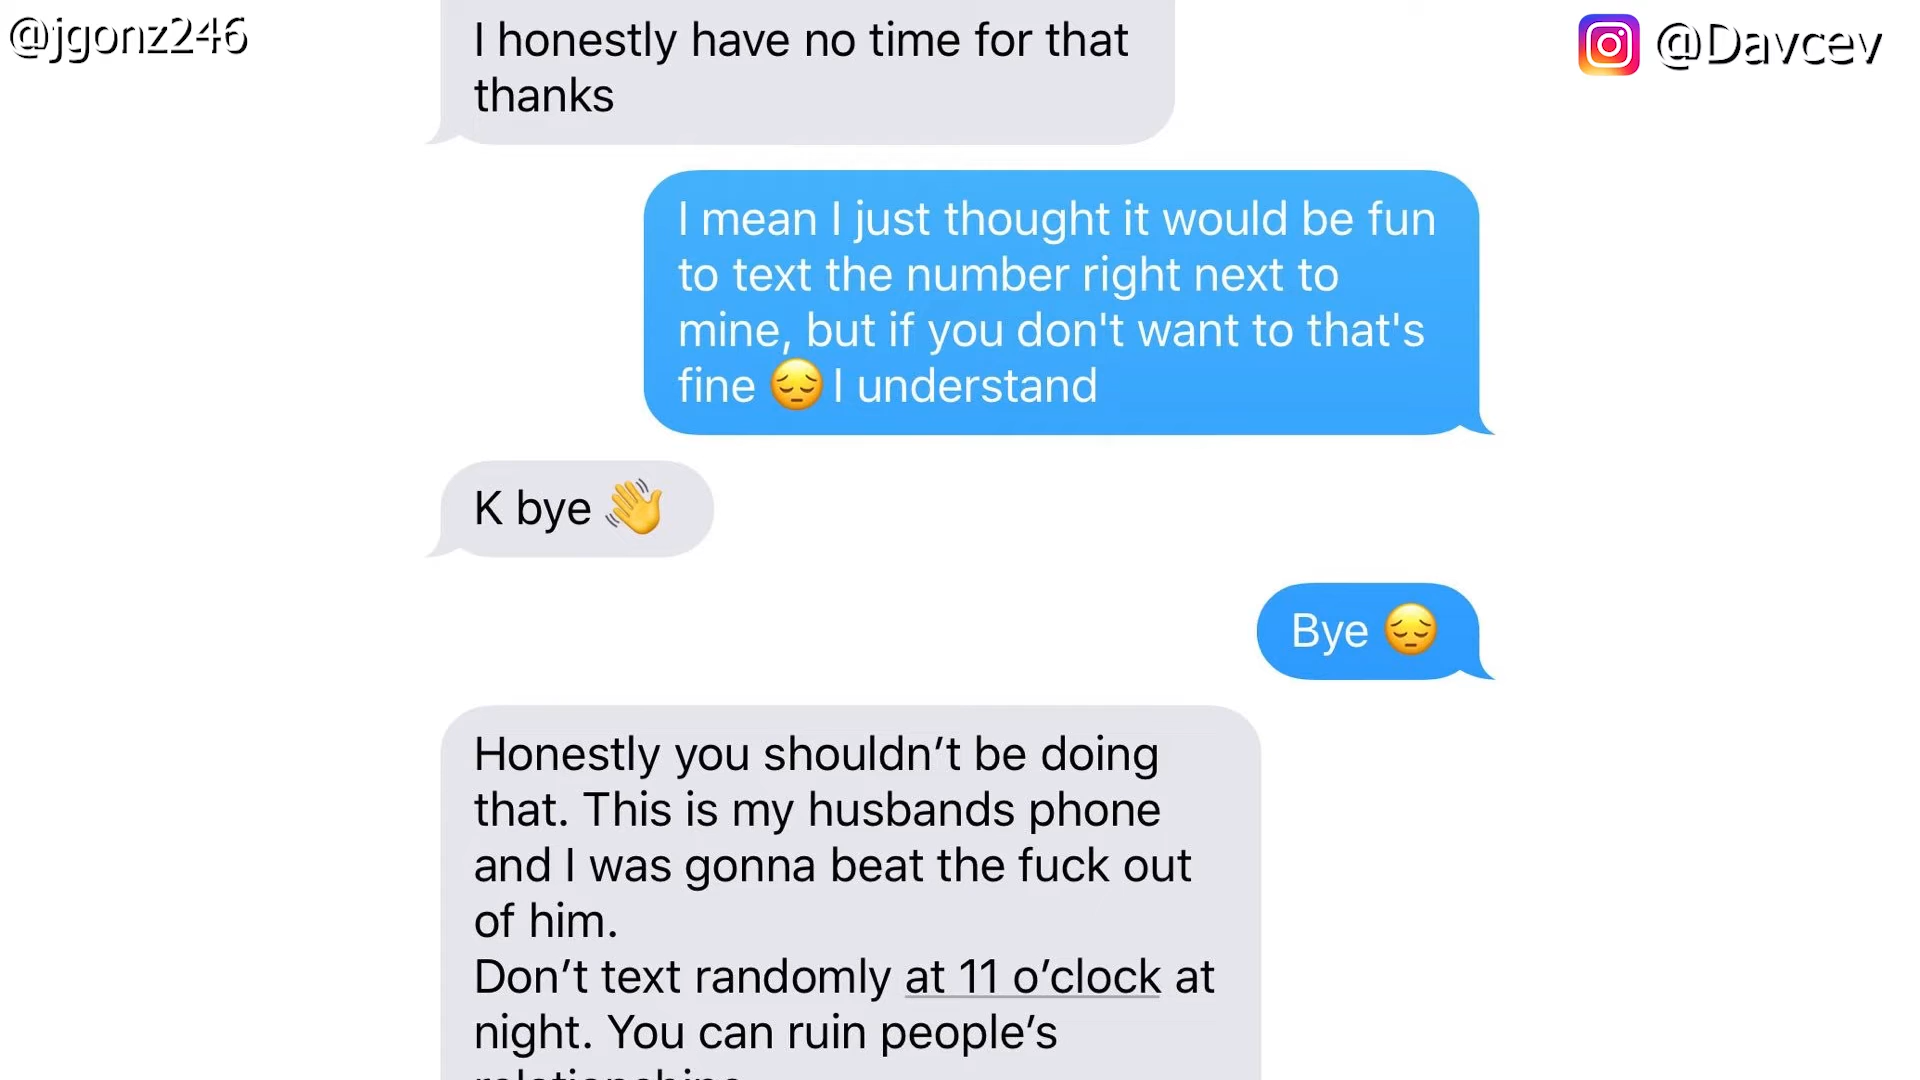 @jgonz246
@Davcev
I honestly have no time for that
thanks
I mean I just thought it would be fun
to text the number right next to
mine, but if you don't want to that's
fine 😔 I understand
K bye 👋
Bye 😔
Honestly you shouldn’t be doing
that. This is my husbands phone
and I was gonna beat the fuck out
of him.
Don’t text randomly at 11 o’clock at
night. You can ruin people’s